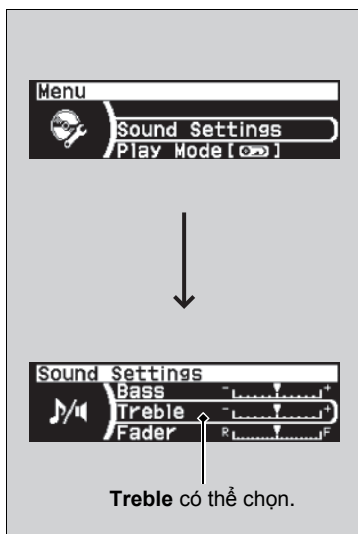 Menu
Sound Settings
Play Mode [ ]
Sound Settings
Bass - +
Treble - +
Fader R F
Treble có thể chọn.